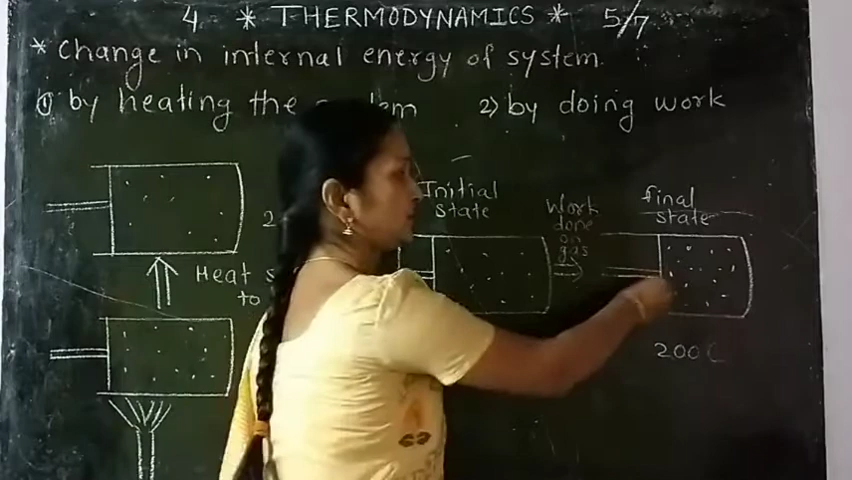 4 * THERMODYNAMICS * 5/7
* Change in internal energy of system
① by heating the
2) by doing work
Heat
to
Initial
state
Work
done
on
gas
final
state
200 C